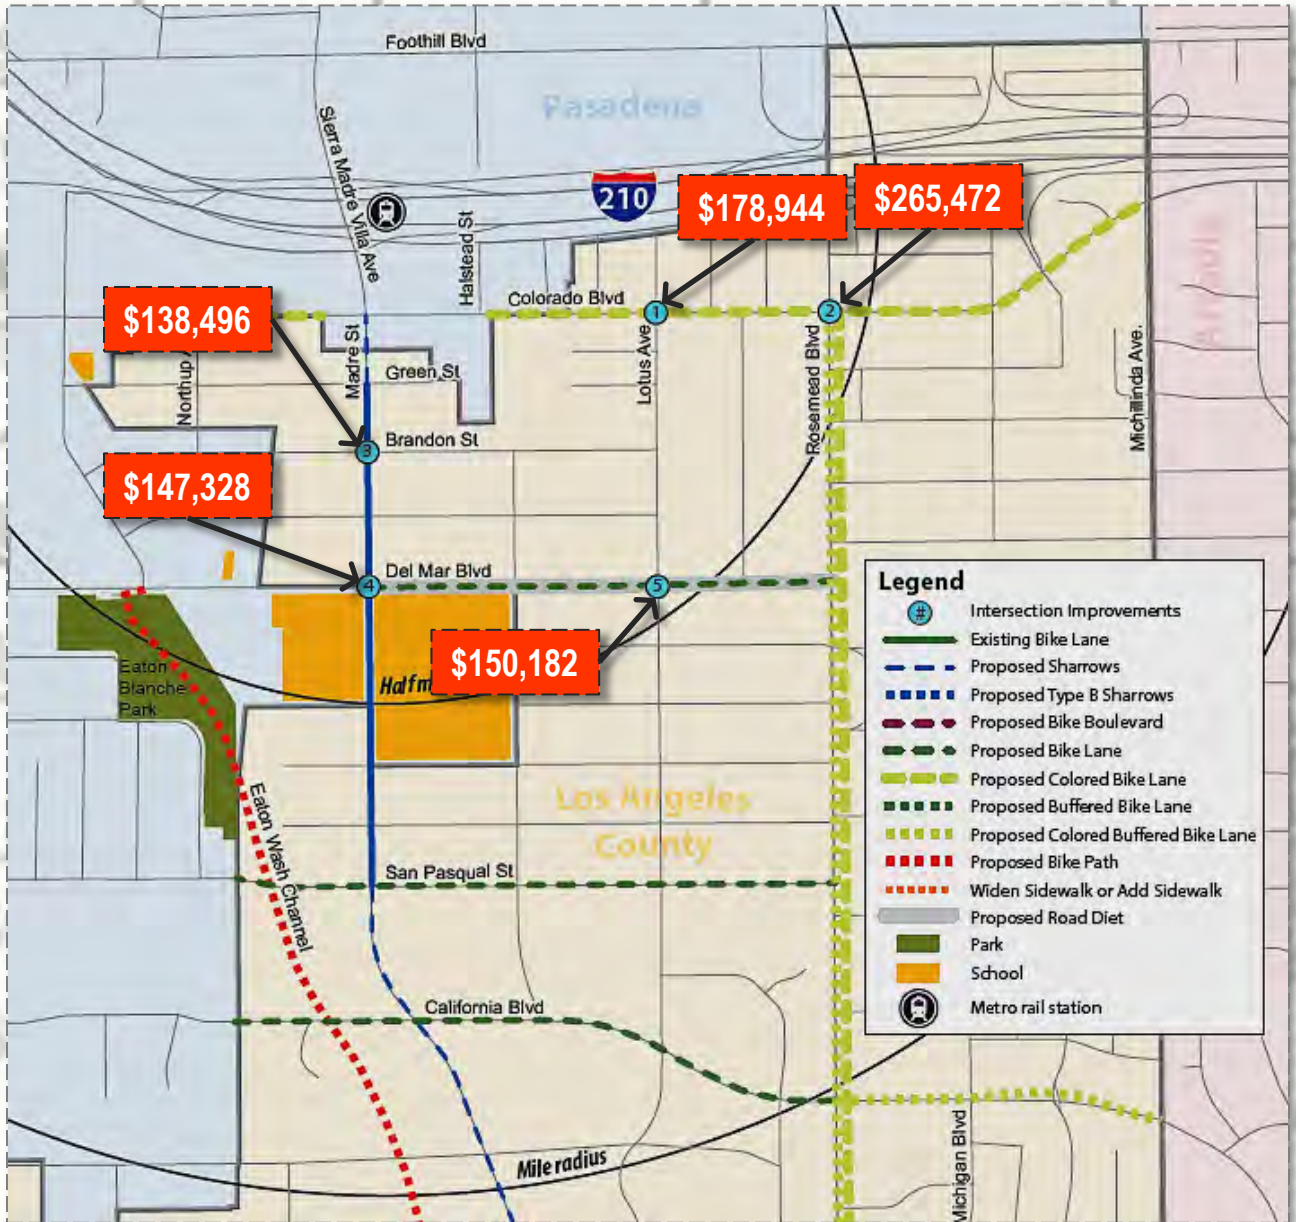 Foothill Blvd
Pasadena
Sierra Madre Villa Ave
210
$178,944
$265,472
Halstead St
Arcadia
Colorado Blvd
1
2
$138,496
Madre St
Green St
Lotus Ave
Rosemead Blvd
Michillinda Ave.
Northup
Brandon St
3
$147,328
Del Mar Blvd
4
5
$150,182
Eaton
Blanche
Park
Los Angeles
County
Eaton Wash Channel
San Pasqual St
California Blvd
Mile radius
Michigan Blvd
Legend
# Intersection Improvements
Existing Bike Lane
Proposed Sharrows
Proposed Type B Sharrows
Proposed Bike Boulevard
Proposed Bike Lane
Proposed Colored Bike Lane
Proposed Buffered Bike Lane
Proposed Colored Buffered Bike Lane
Proposed Bike Path
Widen Sidewalk or Add Sidewalk
Proposed Road Diet
Park
School
Metro rail station